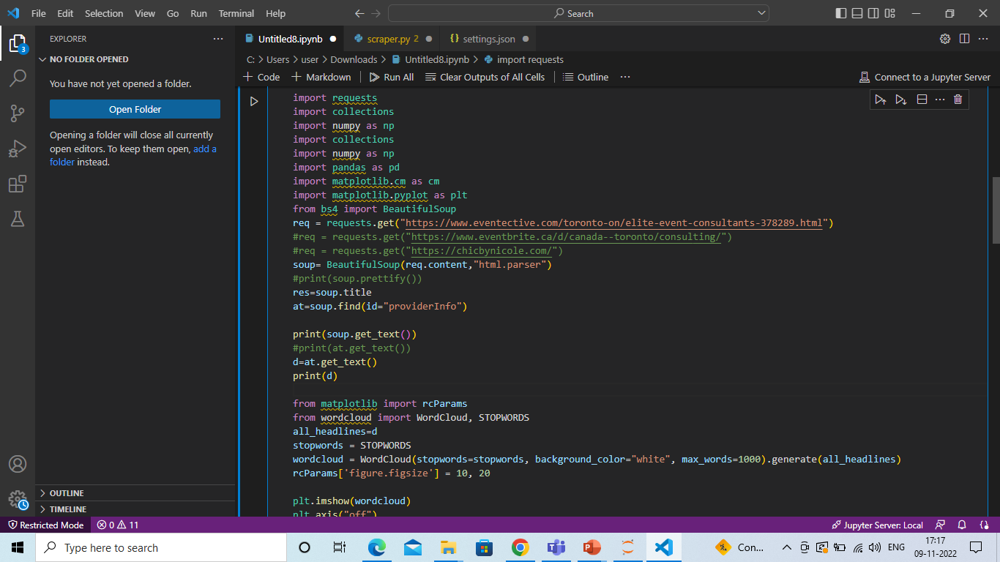 File Edit Selection View Go Run Terminal Help
Search
EXPLORER
Untitled8.ipynb
scraper.py 2
{} settings.json
NO FOLDER OPENED
C: > Users > user > Downloads > Untitled8.ipynb > import requests
+ Code + Markdown Run All Clear Outputs of All Cells Outline ...
Connect to a Jupyter Server
3
You have not yet opened a folder.
Open Folder
Opening a folder will close all currently
open editors. To keep them open, add a
folder instead.
import requests
import collections
import numpy as np
import collections
import numpy as np
import pandas as pd
import matplotlib.cm as cm
import matplotlib.pyplot as plt
from bs4 import BeautifulSoup
req = requests.get("https://www.eventective.com/toronto-on/elite-event-consultants-378289.html")
#req = requests.get("https://www.eventbrite.ca/d/canada--toronto/consulting/")
#req = requests.get("https://chicbynicole.com/")
soup= BeautifulSoup(req.content,"html.parser")
#print(soup.prettify())
res=soup.title
at=soup.find(id="providerInfo")
print(soup.get_text())
#print(at.get_text())
d=at.get_text()
print(d)
from matplotlib import rcParams
from wordcloud import WordCloud, STOPWORDS
all_headlines=d
stopwords = STOPWORDS
wordcloud = WordCloud(stopwords=stopwords, background_color="white", max_words=1000).generate(all_headlines)
rcParams['figure.figsize'] = 10, 20
plt.imshow(wordcloud)
plt.axis("off")
OUTLINE
TIMELINE
Restricted Mode 0 11
Jupyter Server: Local
Type here to search
Con...
ENG
17:17
09-11-2022